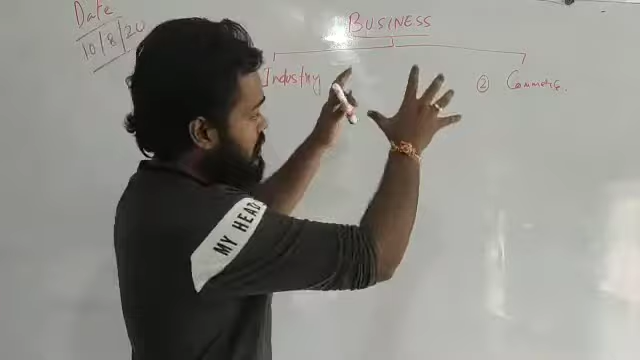 Date
10/8/20
BUSINESS
Industry
② Commerce.
MY HEAD